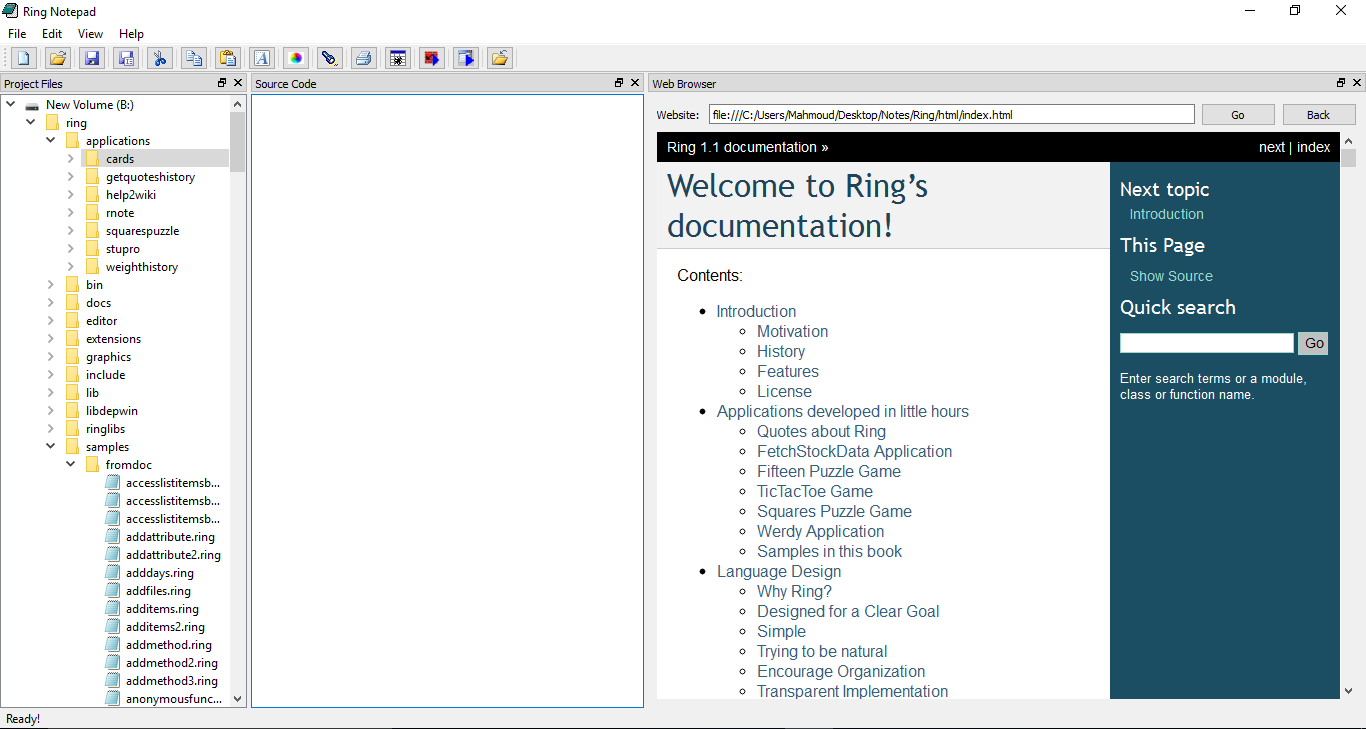 Ring Notepad
File Edit View Help
Project Files
New Volume (B:)
ring
applications
cards
getquoteshistory
help2wiki
rnote
squarespuzzle
stupro
weighthistory
bin
docs
editor
extensions
graphics
include
lib
libdepwin
ringlibs
samples
fromdoc
accesslistitemsb...
accesslistitemsb...
accesslistitemsb...
addattribute.ring
addattribute2.ring
adddays.ring
addfiles.ring
additems.ring
additems2.ring
addmethod.ring
addmethod2.ring
addmethod3.ring
anonymousfunc...
Source Code
Web Browser
Website: file:///C:/Users/Mahmoud/Desktop/Notes/Ring/html/index.html Go Back
Ring 1.1 documentation » next | index
Welcome to Ring’s
documentation!
Contents:
Introduction
Motivation
History
Features
License
Applications developed in little hours
Quotes about Ring
FetchStockData Application
Fifteen Puzzle Game
TicTacToe Game
Squares Puzzle Game
Werdy Application
Samples in this book
Language Design
Why Ring?
Designed for a Clear Goal
Simple
Trying to be natural
Encourage Organization
Transparent Implementation
Next topic
Introduction
This Page
Show Source
Quick search
Go
Enter search terms or a module,
class or function name.
Ready!